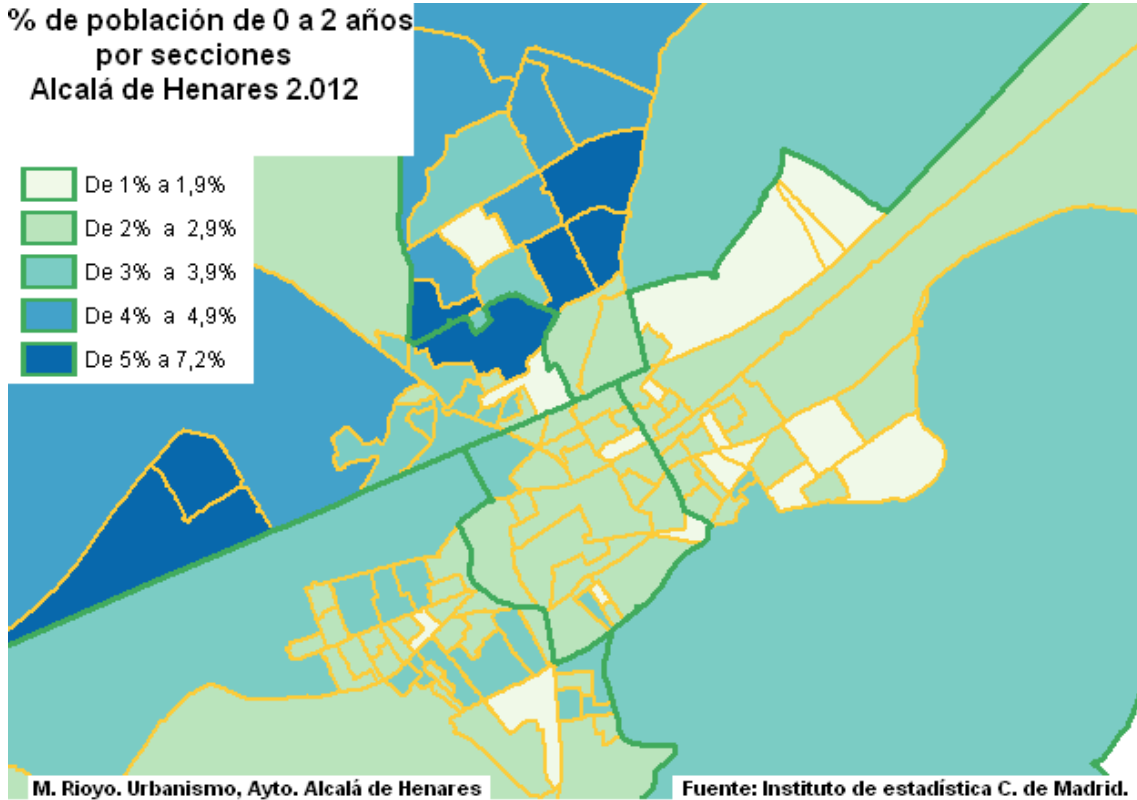 % de población de 0 a 2 años
por secciones
Alcalá de Henares 2.012
De 1% a 1,9%
De 2% a 2,9%
De 3% a 3,9%
De 4% a 4,9%
De 5% a 7,2%
M. Rioyo. Urbanismo, Ayto. Alcalá de Henares
Fuente: Instituto de estadística C. de Madrid.